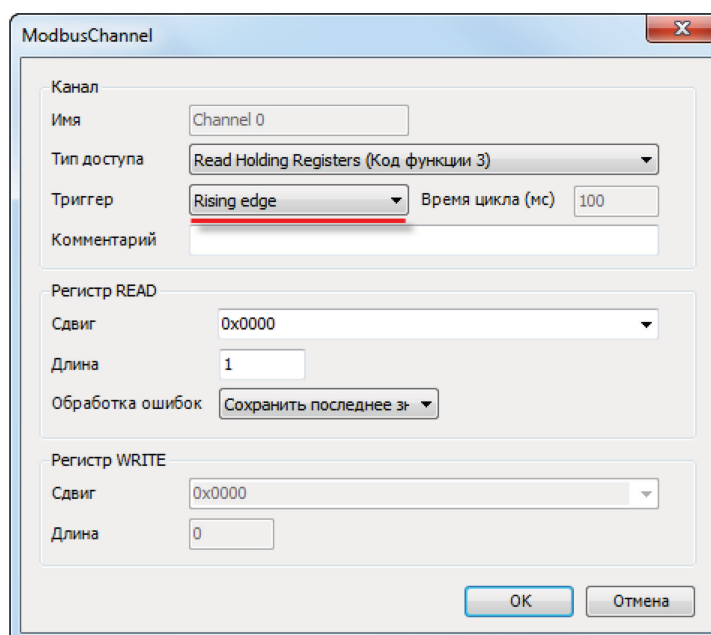 ModbusChannel
Канал
Имя Channel 0
Тип доступа Read Holding Registers (Код функции 3)
Триггер Rising edge Время цикла (мс) 100
Комментарий
Регистр READ
Сдвиг 0x0000
Длина 1
Обработка ошибок Сохранить последнее зн
Регистр WRITE
Сдвиг 0x0000
Длина 0
OK Отмена